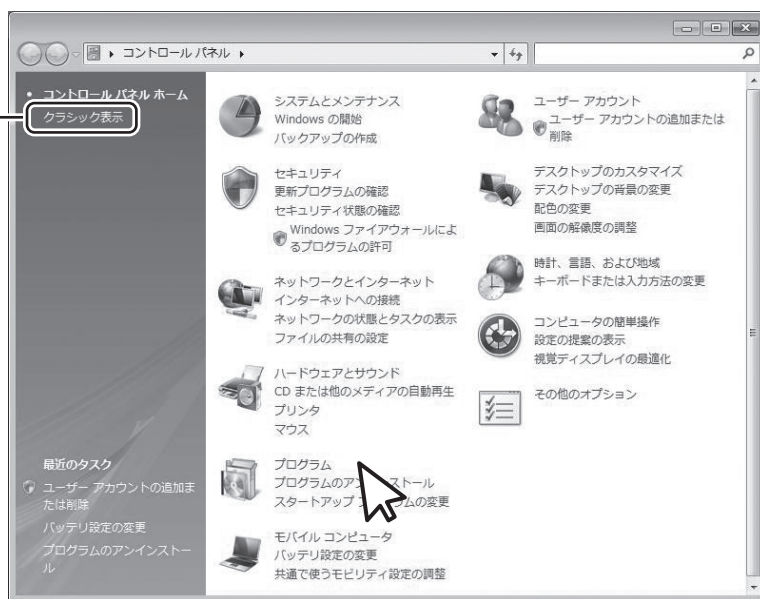 コントロール パネル
コントロール パネル ホーム
クラシック表示
システムとメンテナンス
Windows の開始
バックアップの作成
セキュリティ
更新プログラムの確認
セキュリティ状態の確認
Windows ファイアウォールによ
るプログラムの許可
ネットワークとインターネット
インターネットへの接続
ネットワークの状態とタスクの表示
ファイルの共有の設定
ハードウェアとサウンド
CD または他のメディアの自動再生
プリンタ
マウス
プログラム
プログラムのアン ストール
スタートアップ ムの変更
モバイル コンピュータ
バッテリ設定の変更
共通で使うモビリティ設定の調整
ユーザー アカウント
ユーザー アカウントの追加または
削除
デスクトップのカスタマイズ
デスクトップの背景の変更
配色の変更
画面の解像度の調整
時計、言語、および地域
キーボードまたは入力方法の変更
コンピュータの簡単操作
設定の提案の表示
視覚ディスプレイの最適化
その他のオプション
最近のタスク
ユーザー アカウントの追加ま
たは削除
バッテリ設定の変更
プログラムのアンインストー
ル